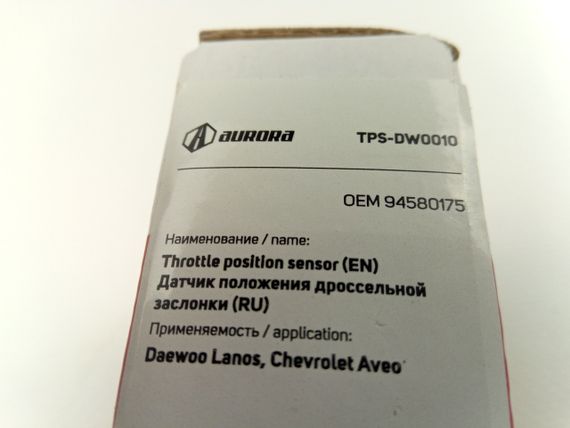 AURORA TPS-DW0010
OEM 94580175
Наименование / name:
Throttle position sensor (EN)
Датчик положения дроссельной
заслонки (RU)
Применяемость / application:
Daewoo Lanos, Chevrolet Aveo